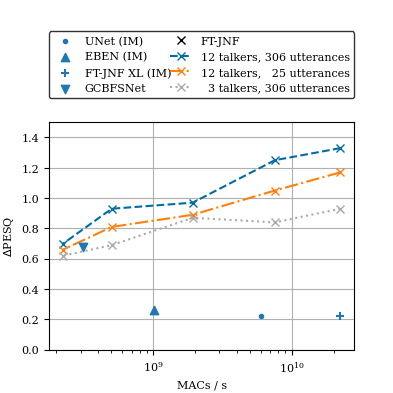 UNet (IM)
EBEN (IM)
FT-JNF XL (IM)
GCBFSNet
FT-JNF
12 talkers, 306 utterances
12 talkers, 25 utterances
3 talkers, 306 utterances
1.4
1.2
1.0
0.8
0.6
0.4
0.2
0.0
ΔPESQ
10⁹ 10¹⁰
MACs / s